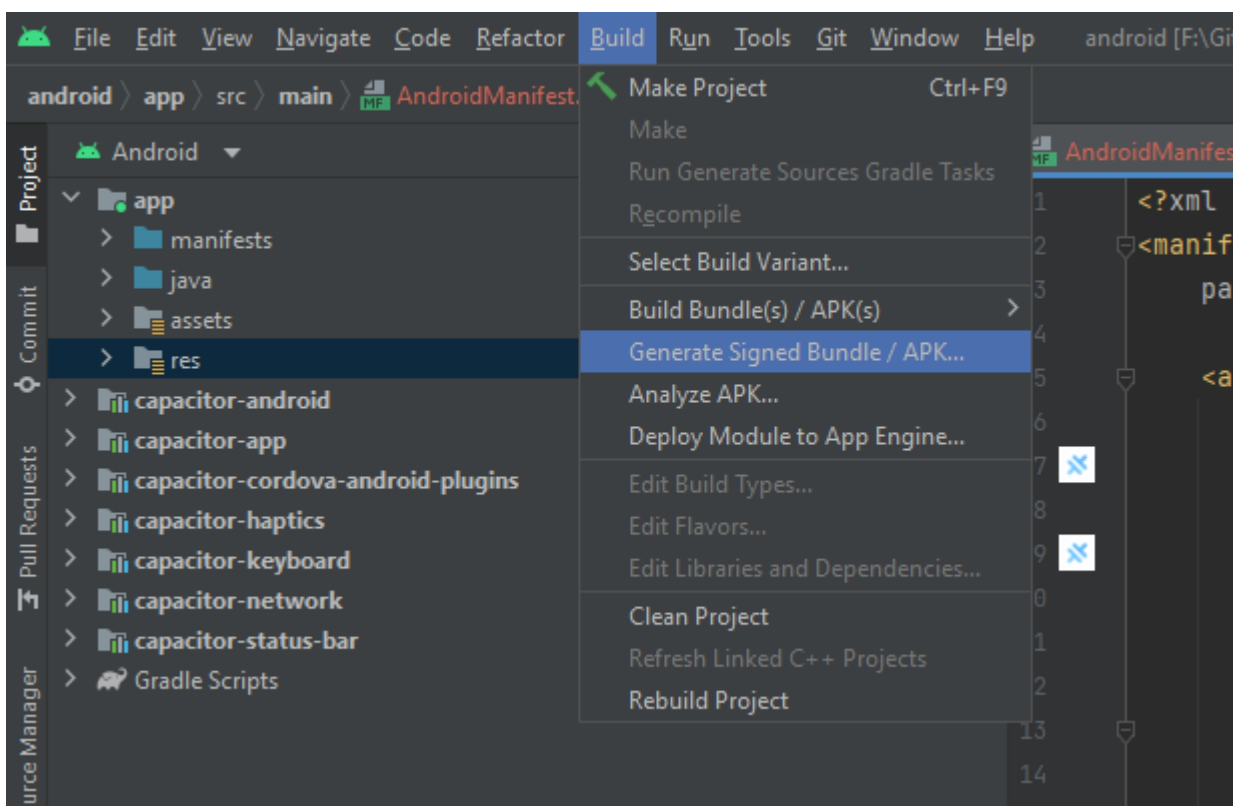 File Edit View Navigate Code Refactor Build Run Tools Git Window Help android [F:\Gi
android app src main MF AndroidManifest.
Make Project Ctrl+F9
Make
Run Generate Sources Gradle Tasks
Recompile
Select Build Variant...
Build Bundle(s) / APK(s)
Generate Signed Bundle / APK...
Analyze APK...
Deploy Module to App Engine...
Edit Build Types...
Edit Flavors...
Edit Libraries and Dependencies...
Clean Project
Refresh Linked C++ Projects
Rebuild Project
Project
Commit
Pull Requests
urce Manager
Android
app
manifests
java
assets
res
capacitor-android
capacitor-app
capacitor-cordova-android-plugins
capacitor-haptics
capacitor-keyboard
capacitor-network
capacitor-status-bar
Gradle Scripts
MF AndroidManifes
1 <?xml
2 <manif
3 pa
4
5 <a
6
7
8
9
0
1
2
13
14